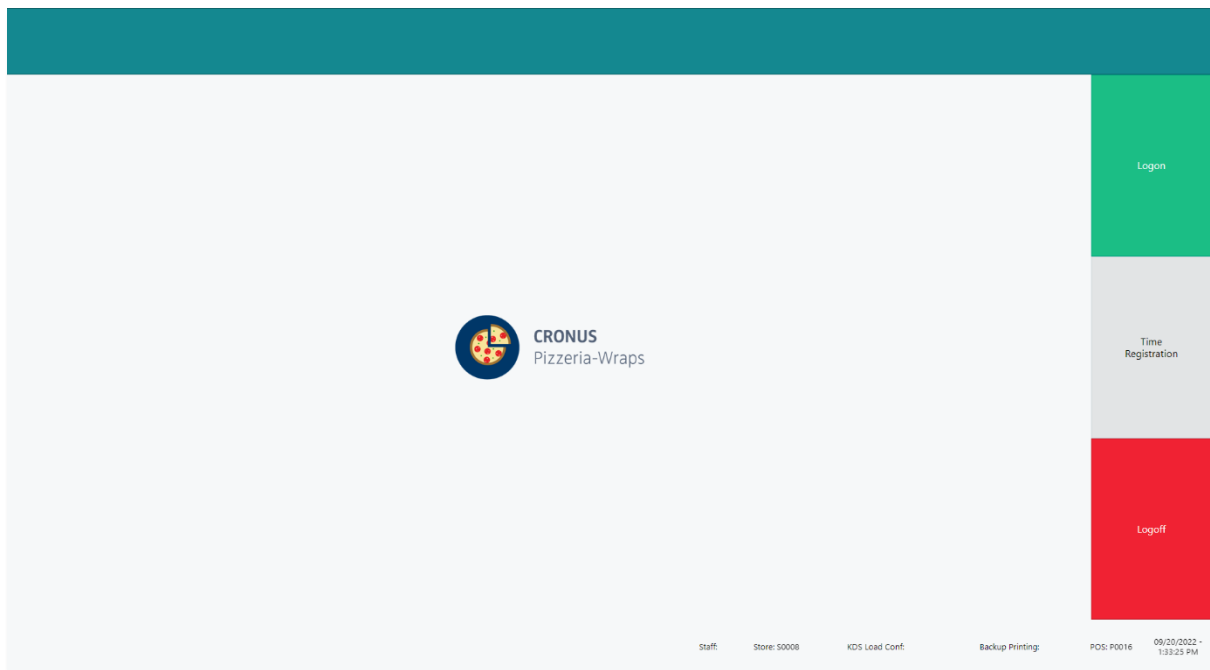 Logon
CRONUS
Pizzeria-Wraps
Time
Registration
Logoff
Staff: Store: S0008 KDS Load Conf: Backup Printing: POS: P0016 09/20/2022 -
1:33:25 PM